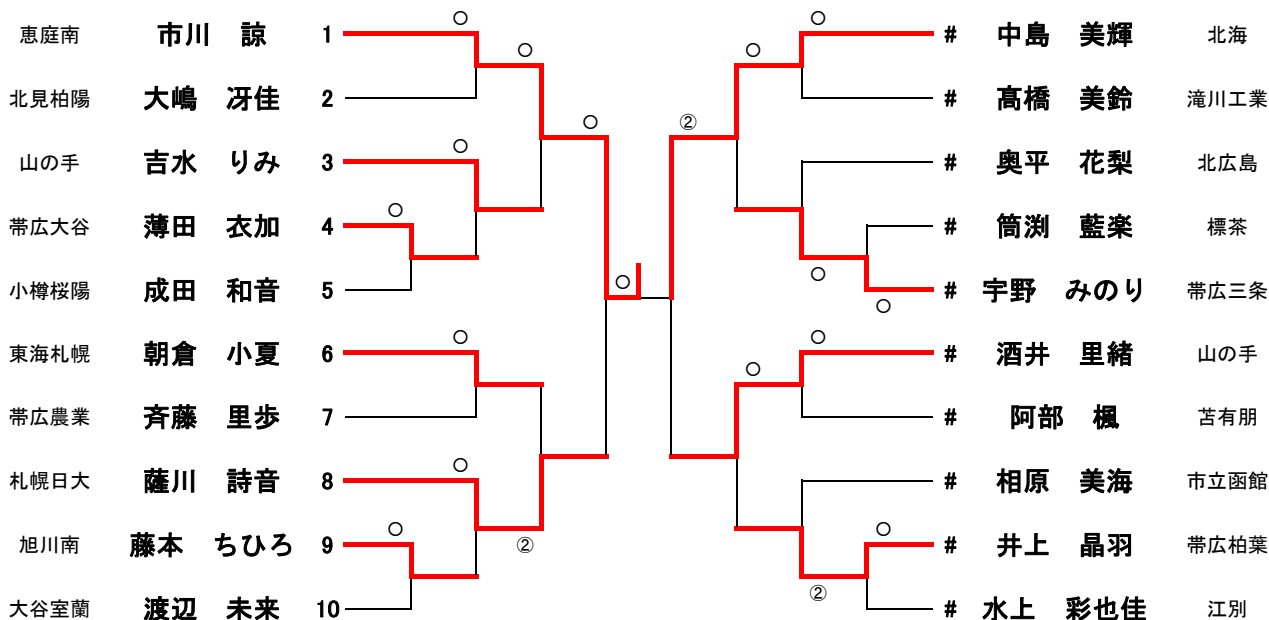 ○ ○
恵庭南 市川 諒 1 ○ ○ # 中島 美輝 北海
北見柏陽 大嶋 冴佳 2 # 髙橋 美鈴 滝川工業
○ ②
山の手 吉水 りみ 3 ○ # 奥平 花梨 北広島
○
帯広大谷 薄田 衣加 4 # 筒渕 藍楽 標茶
○ ○
小樽桜陽 成田 和音 5 # 宇野 みのり 帯広三条
○
○ ○
東海札幌 朝倉 小夏 6 ○ # 酒井 里緒 山の手
帯広農業 斉藤 里歩 7 # 阿部 楓 苫有朋
○
札幌日大 薩川 詩音 8 # 相原 美海 市立函館
○ ○
旭川南 藤本 ちひろ 9 ② # 井上 晶羽 帯広柏葉
②
大谷室蘭 渡辺 未来 10 # 水上 彩也佳 江別